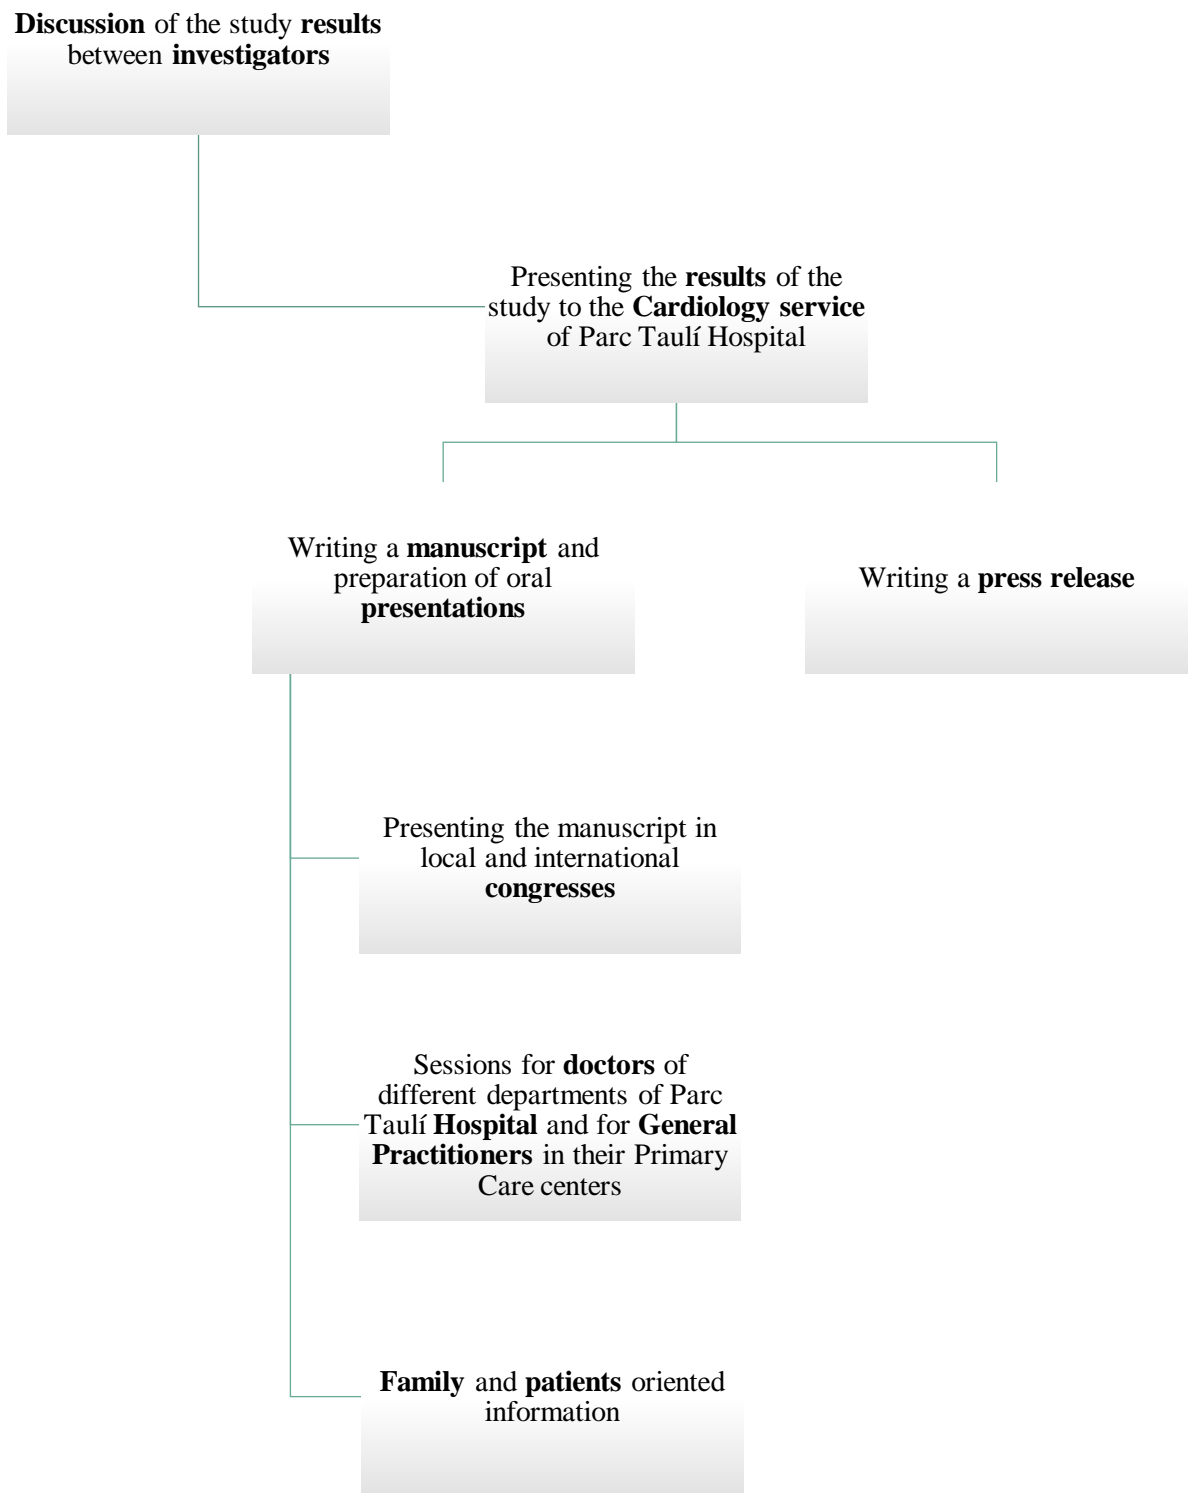 Discussion of the study results
between investigators
Presenting the results of the
study to the Cardiology service
of Parc Taulí Hospital
Writing a manuscript and
preparation of oral
presentations
Writing a press release
Presenting the manuscript in
local and international
congresses
Sessions for doctors of
different departments of Parc
Taulí Hospital and for General
Practitioners in their Primary
Care centers
Family and patients oriented
information